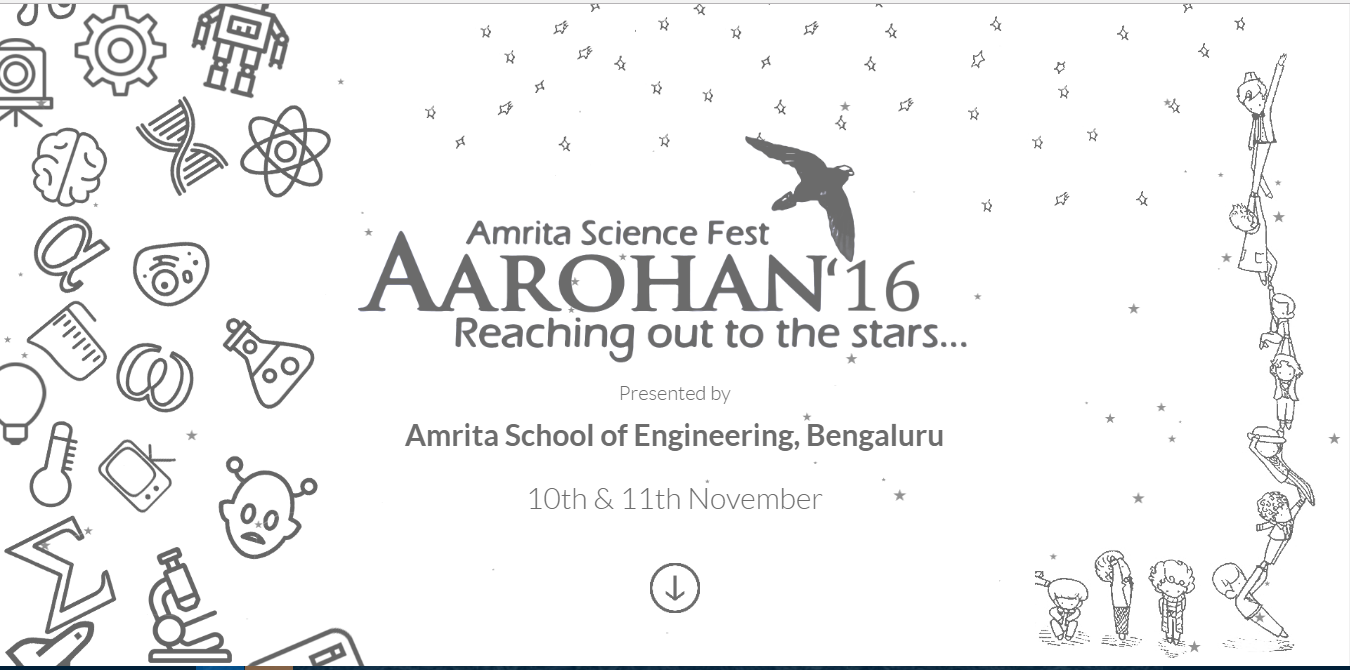 Amrita Science Fest
AAROHAN‘16
Reaching out to the stars...
Presented by
Amrita School of Engineering, Bengaluru
10th & 11th November